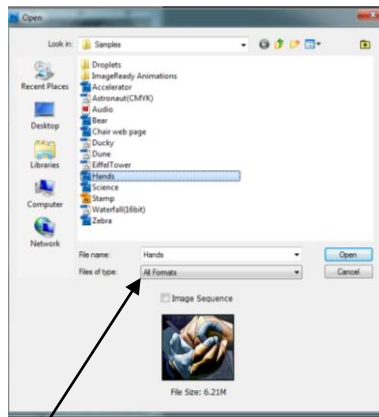 Open
Look in:
Samples
Recent Places
Desktop
Libraries
Computer
Network
Droplets
ImageReady Animations
Accelerator
Astronaut(CMYK)
Audio
Bear
Chair web page
Ducky
Dune
EiffelTower
Hands
Science
Stamp
Waterfall(16bit)
Zebra
File name:
Hands
Open
Files of type:
All Formats
Cancel
Image Sequence
File Size: 6.21M